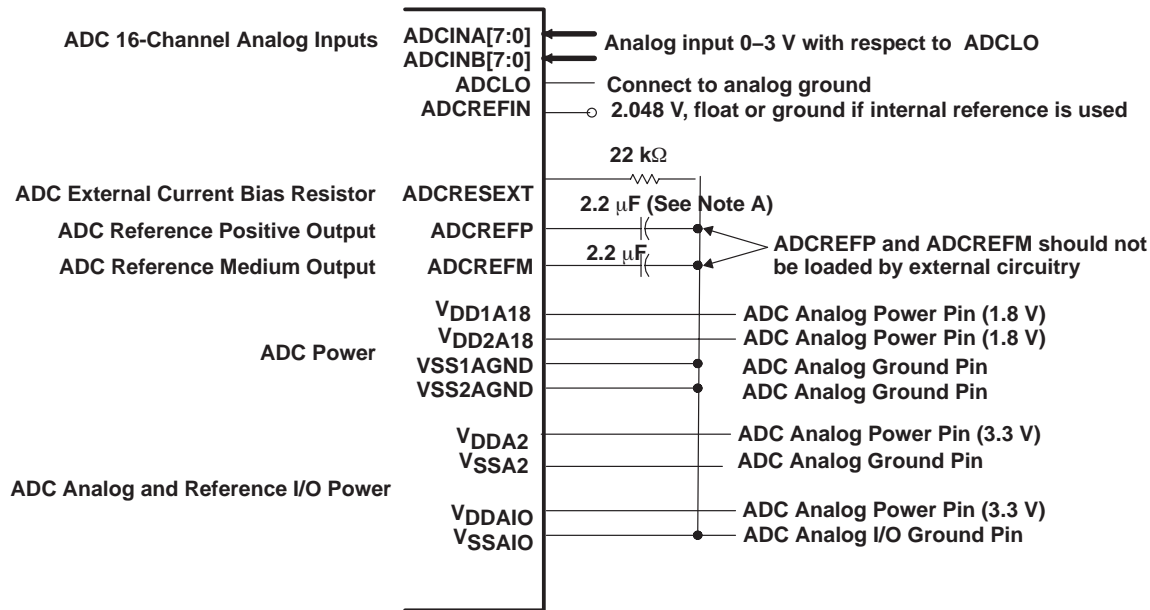 ADC 16-Channel Analog Inputs
ADCINA[7:0]
ADCINB[7:0]
Analog input 0–3 V with respect to ADCLO
ADCLO
Connect to analog ground
ADCREFIN
2.048 V, float or ground if internal reference is used
22 kΩ
ADC External Current Bias Resistor
ADCRESEXT
2.2 μF (See Note A)
ADC Reference Positive Output
ADCREFP
ADCREFP and ADCREFM should not
be loaded by external circuitry
2.2 μF
ADC Reference Medium Output
ADCREFM
VDD1A18
ADC Analog Power Pin (1.8 V)
VDD2A18
ADC Analog Power Pin (1.8 V)
ADC Power
VSS1AGND
ADC Analog Ground Pin
VSS2AGND
ADC Analog Ground Pin
VDDA2
ADC Analog Power Pin (3.3 V)
VSSA2
ADC Analog Ground Pin
ADC Analog and Reference I/O Power
VDDAIO
ADC Analog Power Pin (3.3 V)
VSSAIO
ADC Analog I/O Ground Pin